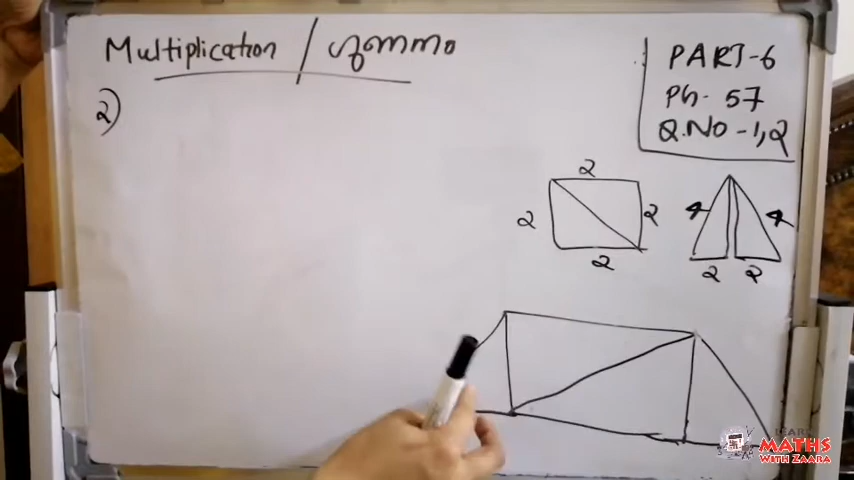 Multiplication / ഗുണനം
PART-6
Pg- 57
Q.No -1,2
2)
2
2
2
2
4
4
2
2
LEARN
MATHS
WITH ZAARA